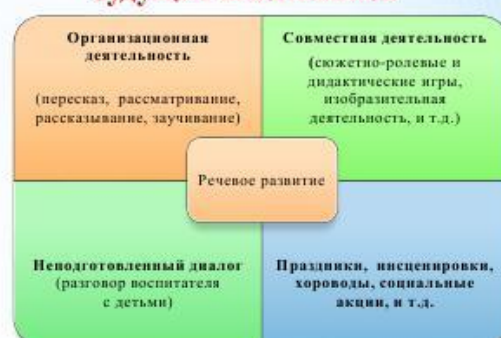 Организационная
деятельность
(пересказ, рассматривание,
рассказывание, заучивание)
Совместная деятельность
(сюжетно-ролевые и
дидактические игры,
изобразительная
деятельность, и т.д.)
Речевое развитие
Неподготовленный диалог
(разговор воспитателя
с детьми)
Праздники, инсценировки,
хороводы, социальные
акции, и т.д.